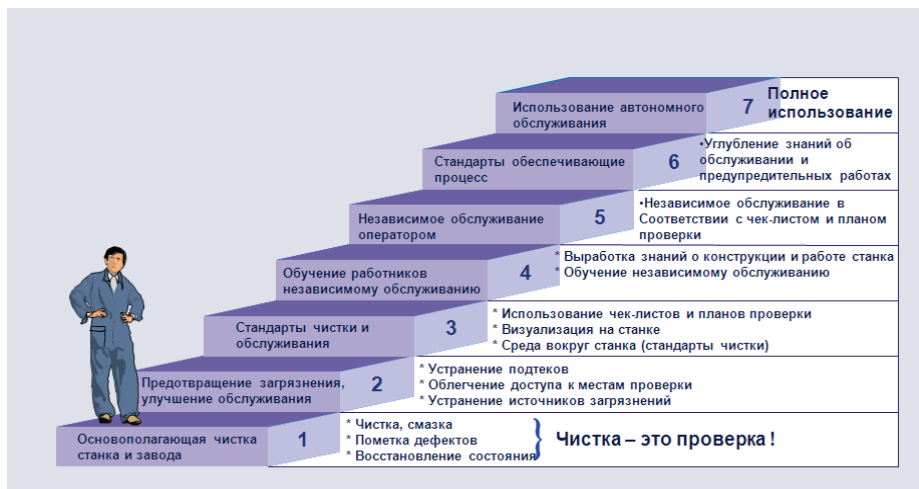 Использование автономного
обслуживания
7
Полное
использование
Стандарты обеспечивающие
процесс
6
•Углубление знаний об
обслуживании и
предупредительных работах
Независимое обслуживание
оператором
5
•Независимое обслуживание в
Соответствии с чек-листом и планом
проверки
Обучение работников
независимому обслуживанию
4
* Выработка знаний о конструкции и работе станка
* Обучение независимому обслуживанию
Стандарты чистки и
обслуживания
3
* Использование чек-листов и планов проверки
* Визуализация на станке
* Среда вокруг станка (стандарты чистки)
Предотвращение загрязнения,
улучшение обслуживания
2
* Устранение подтеков
* Облегчение доступа к местам проверки
* Устранение источников загрязнений
Основополагающая чистка
станка и завода
1
* Чистка, смазка
* Пометка дефектов
* Восстановление состояния
Чистка – это проверка !